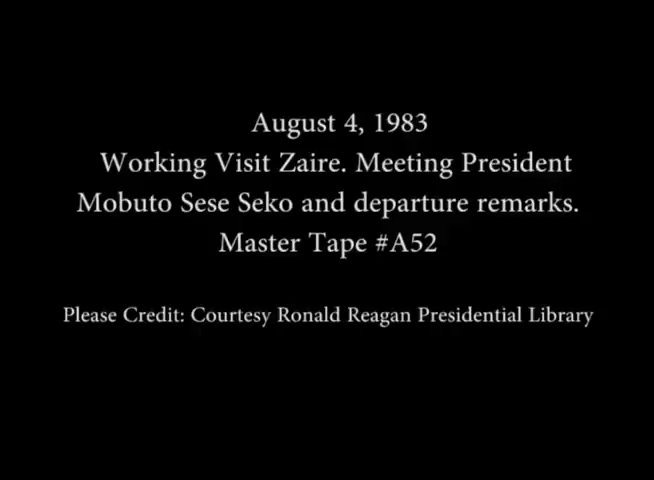 August 4, 1983
Working Visit Zaire. Meeting President
Mobuto Sese Seko and departure remarks.
Master Tape #A52
Please Credit: Courtesy Ronald Reagan Presidential Library